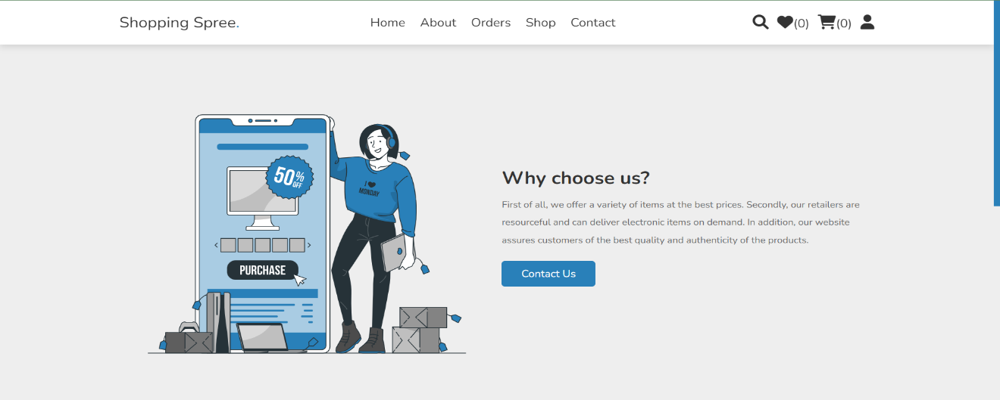 Shopping Spree.
Home About Orders Shop Contact
(0) (0)
50% OFF
I ♥
MONDAY
PURCHASE
Why choose us?
First of all, we offer a variety of items at the best prices. Secondly, our retailers are
resourceful and can deliver electronic items on demand. In addition, our website
assures customers of the best quality and authenticity of the products.
Contact Us